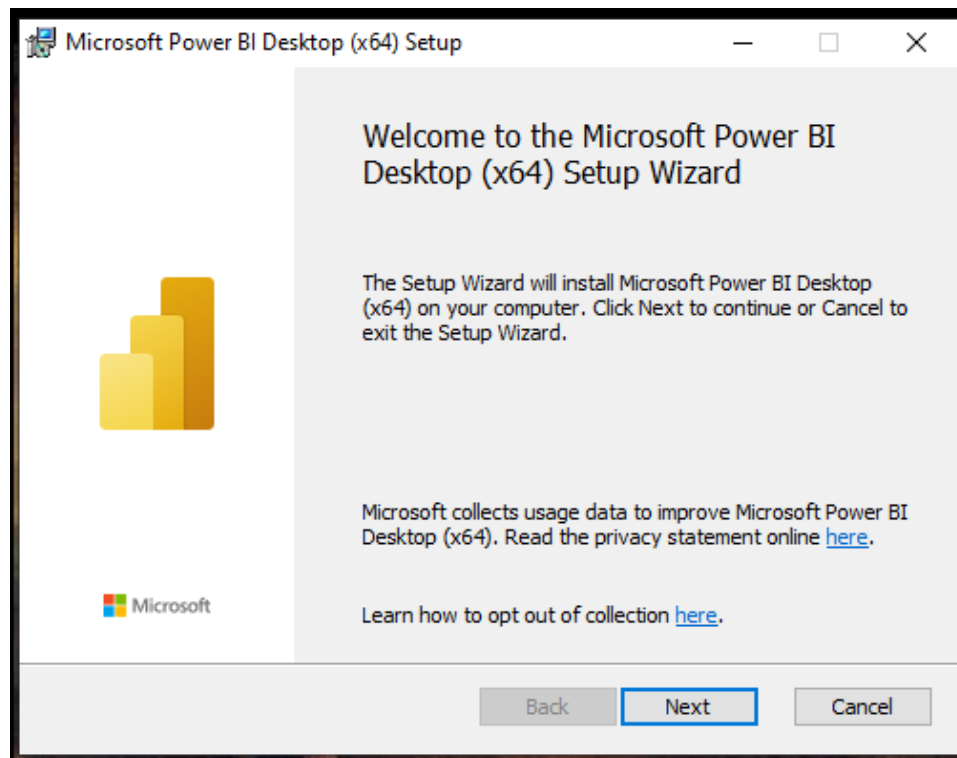 Microsoft Power BI Desktop (x64) Setup
Welcome to the Microsoft Power BI
Desktop (x64) Setup Wizard
The Setup Wizard will install Microsoft Power BI Desktop
(x64) on your computer. Click Next to continue or Cancel to
exit the Setup Wizard.
Microsoft collects usage data to improve Microsoft Power BI
Desktop (x64). Read the privacy statement online here.
Microsoft
Learn how to opt out of collection here.
Back Next Cancel